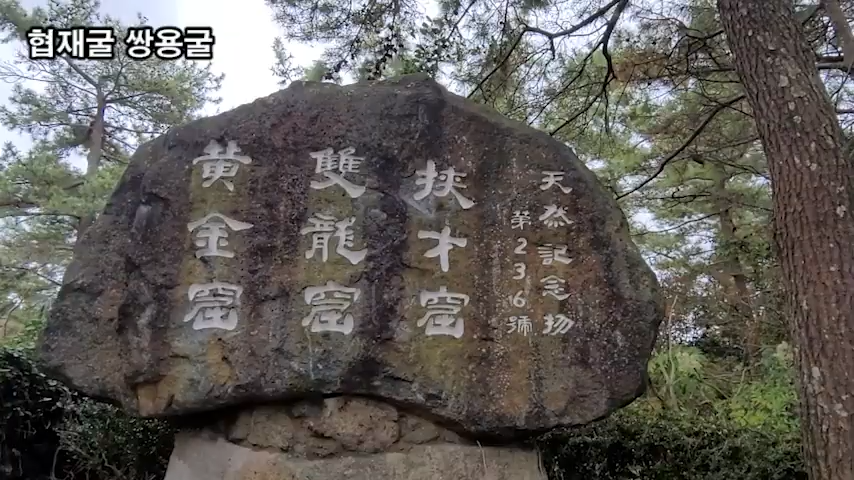 협재굴 쌍용굴
天然記念物
第236號
挾才窟
雙龍窟
黃金窟